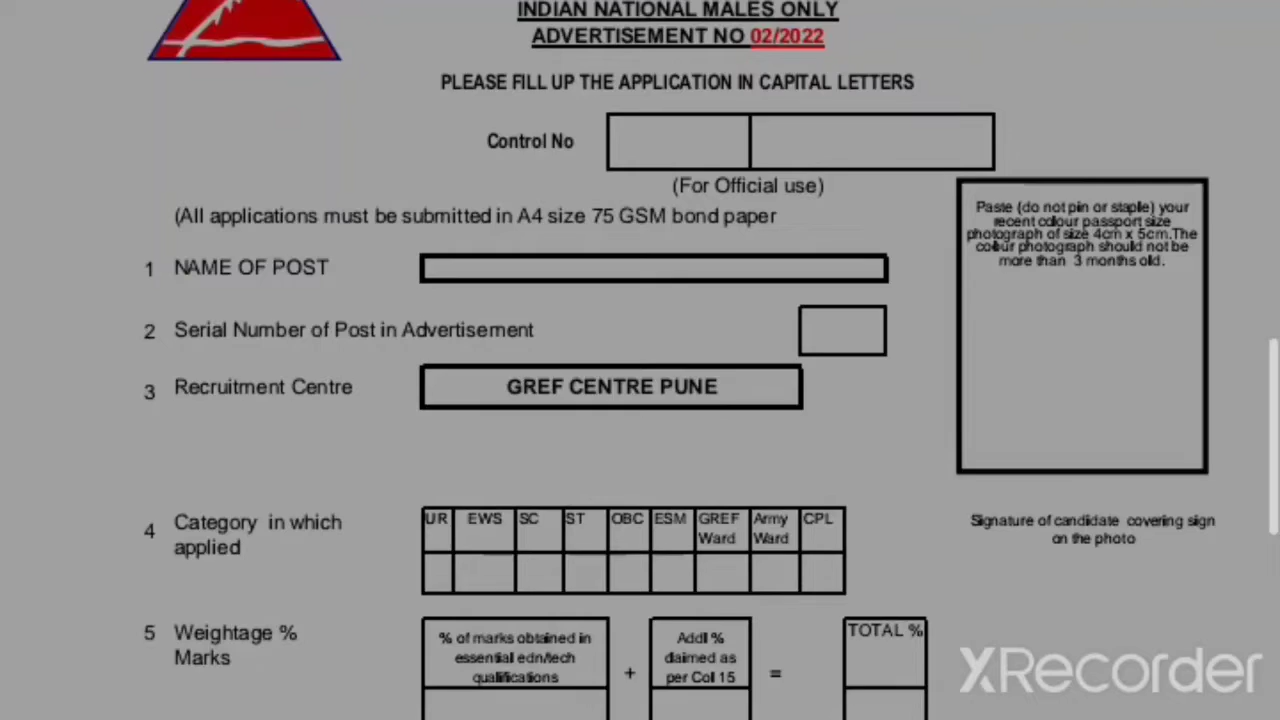 INDIAN NATIONAL MALES ONLY
ADVERTISEMENT NO 02/2022
PLEASE FILL UP THE APPLICATION IN CAPITAL LETTERS
Control No
(For Official use)
(All applications must be submitted in A4 size 75 GSM bond paper
Paste (do not pin or staple) your
recent colour passport size
photograph of size 4cm x 5cm.The
colour photograph should not be
more than 3 months old.
1 NAME OF POST
2 Serial Number of Post in Advertisement
3 Recruitment Centre GREF CENTRE PUNE
4 Category in which
applied
UR EWS SC ST OBC ESM GREF Ward Army Ward CPL
Signature of candidate covering sign
on the photo
5 Weightage %
Marks
% of marks obtained in
essential edn/tech
qualifications
+
Addl %
claimed as
per Col 15
=
TOTAL %
XRecorder